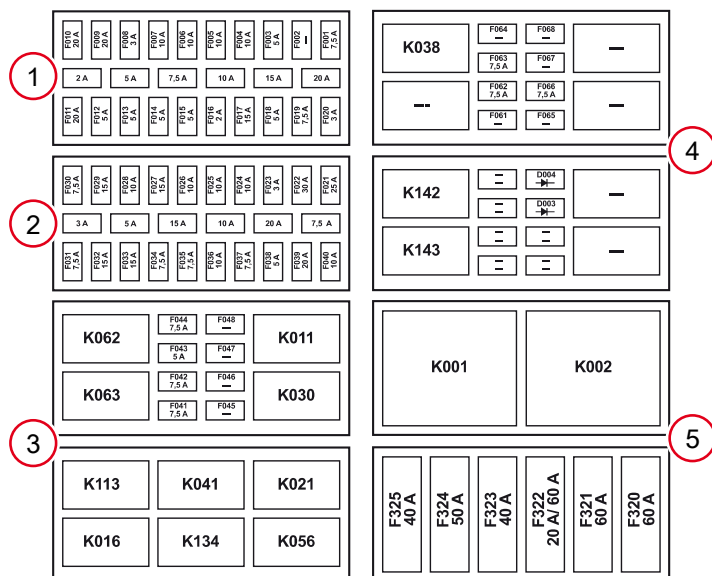 1
F010 20 A
F009 20 A
F008 3 A
F007 10 A
F006 10 A
F005 10 A
F004 10 A
F003 5 A
F002 –
F001 7,5 A
2 A
5 A
7,5 A
10 A
15 A
20 A
F011 20 A
F012 5 A
F013 5 A
F014 5 A
F015 5 A
F016 2 A
F017 15 A
F018 5 A
F019 7,5 A
F020 3 A
2
F030 7,5 A
F029 15 A
F028 10 A
F027 15 A
F026 10 A
F025 10 A
F024 10 A
F023 3 A
F022 30 A
F021 25 A
3 A
5 A
15 A
10 A
20 A
7,5 A
F031 7,5 A
F032 15 A
F033 15 A
F034 7,5 A
F035 7,5 A
F036 10 A
F037 7,5 A
F038 5 A
F039 20 A
F040 10 A
3
K062
K063
F044
7,5 A
F043
5 A
F042
7,5 A
F041
7,5 A
F048
–
F047
–
F046
–
F045
–
K011
K030
K113
K041
K021
K016
K134
K056
4
K038
--
F064
–
F063
7,5 A
F062
7,5 A
F061
–
F068
–
F067
–
F066
7,5 A
F065
–
–
–
K142
K143
D004
D003
–
–
5
K001
K002
F325
40 A
F324
50 A
F323
40 A
F322
20 A/ 60 A
F321
60 A
F320
60 A